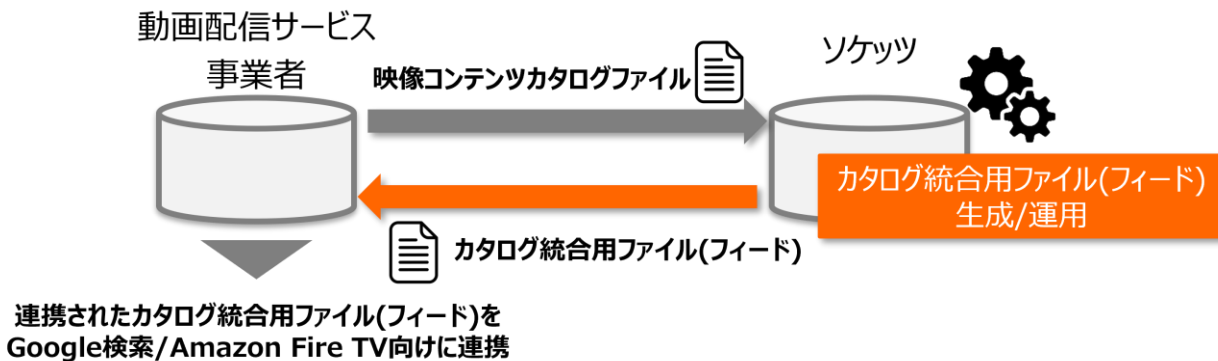 動画配信サービス
事業者
映像コンテンツカタログファイル
ソケッツ
カタログ統合用ファイル(フィード)
生成/運用
カタログ統合用ファイル(フィード)
連携されたカタログ統合用ファイル(フィード)を
Google検索/Amazon Fire TV向けに連携